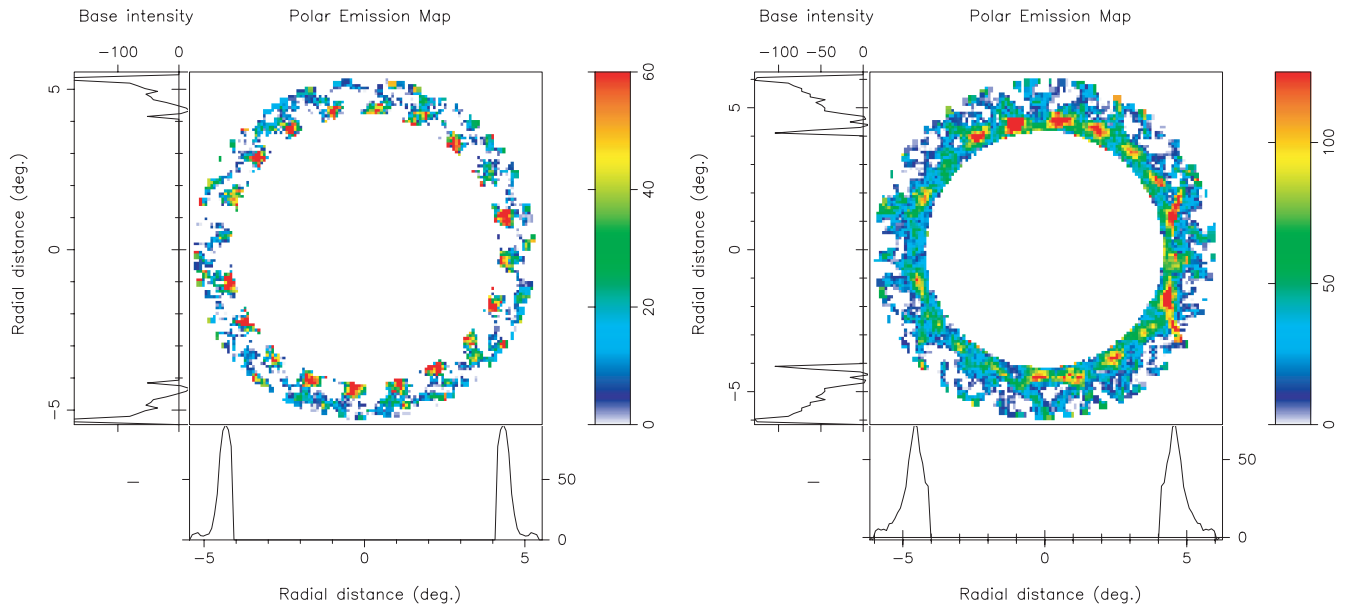 Base intensity
Polar Emission Map
−100 0
5
0
−5
Radial distance (deg.)
60
40
20
0
50
0
−5 0 5
Radial distance (deg.)
Base intensity
Polar Emission Map
−100 −50 0
5
0
−5
Radial distance (deg.)
100
50
0
50
0
−5 0 5
Radial distance (deg.)